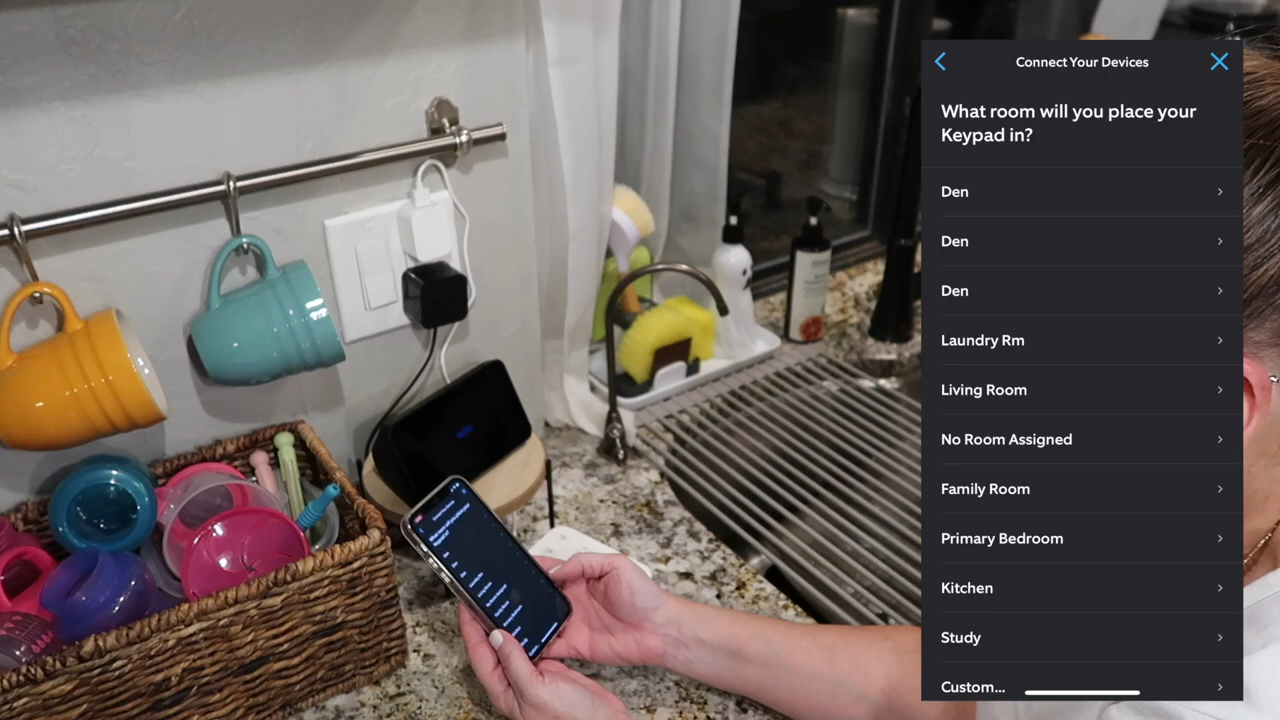 Connect Your Devices
What room will you place your
Keypad in?
Den
Den
Den
Laundry Rm
Living Room
No Room Assigned
Family Room
Primary Bedroom
Kitchen
Study
Custom...